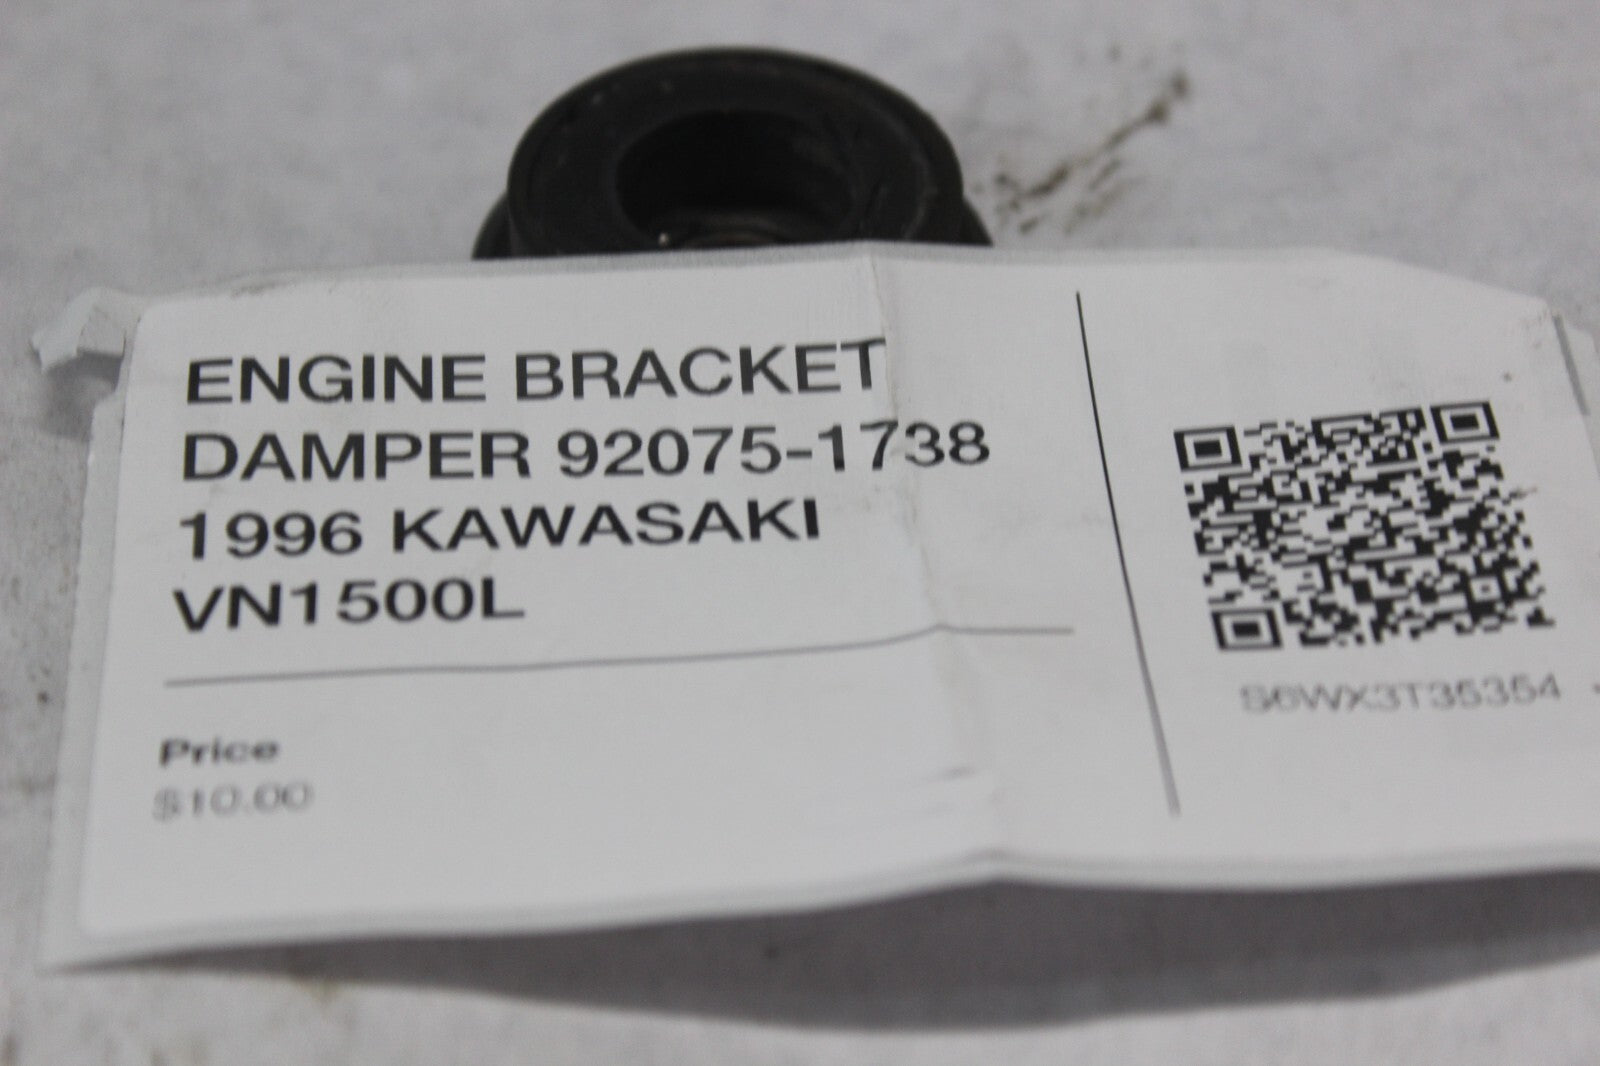 ENGINE BRACKET
DAMPER 92075-1738
1996 KAWASAKI
VN1500L
Price
$10.00
S6WX3T35354